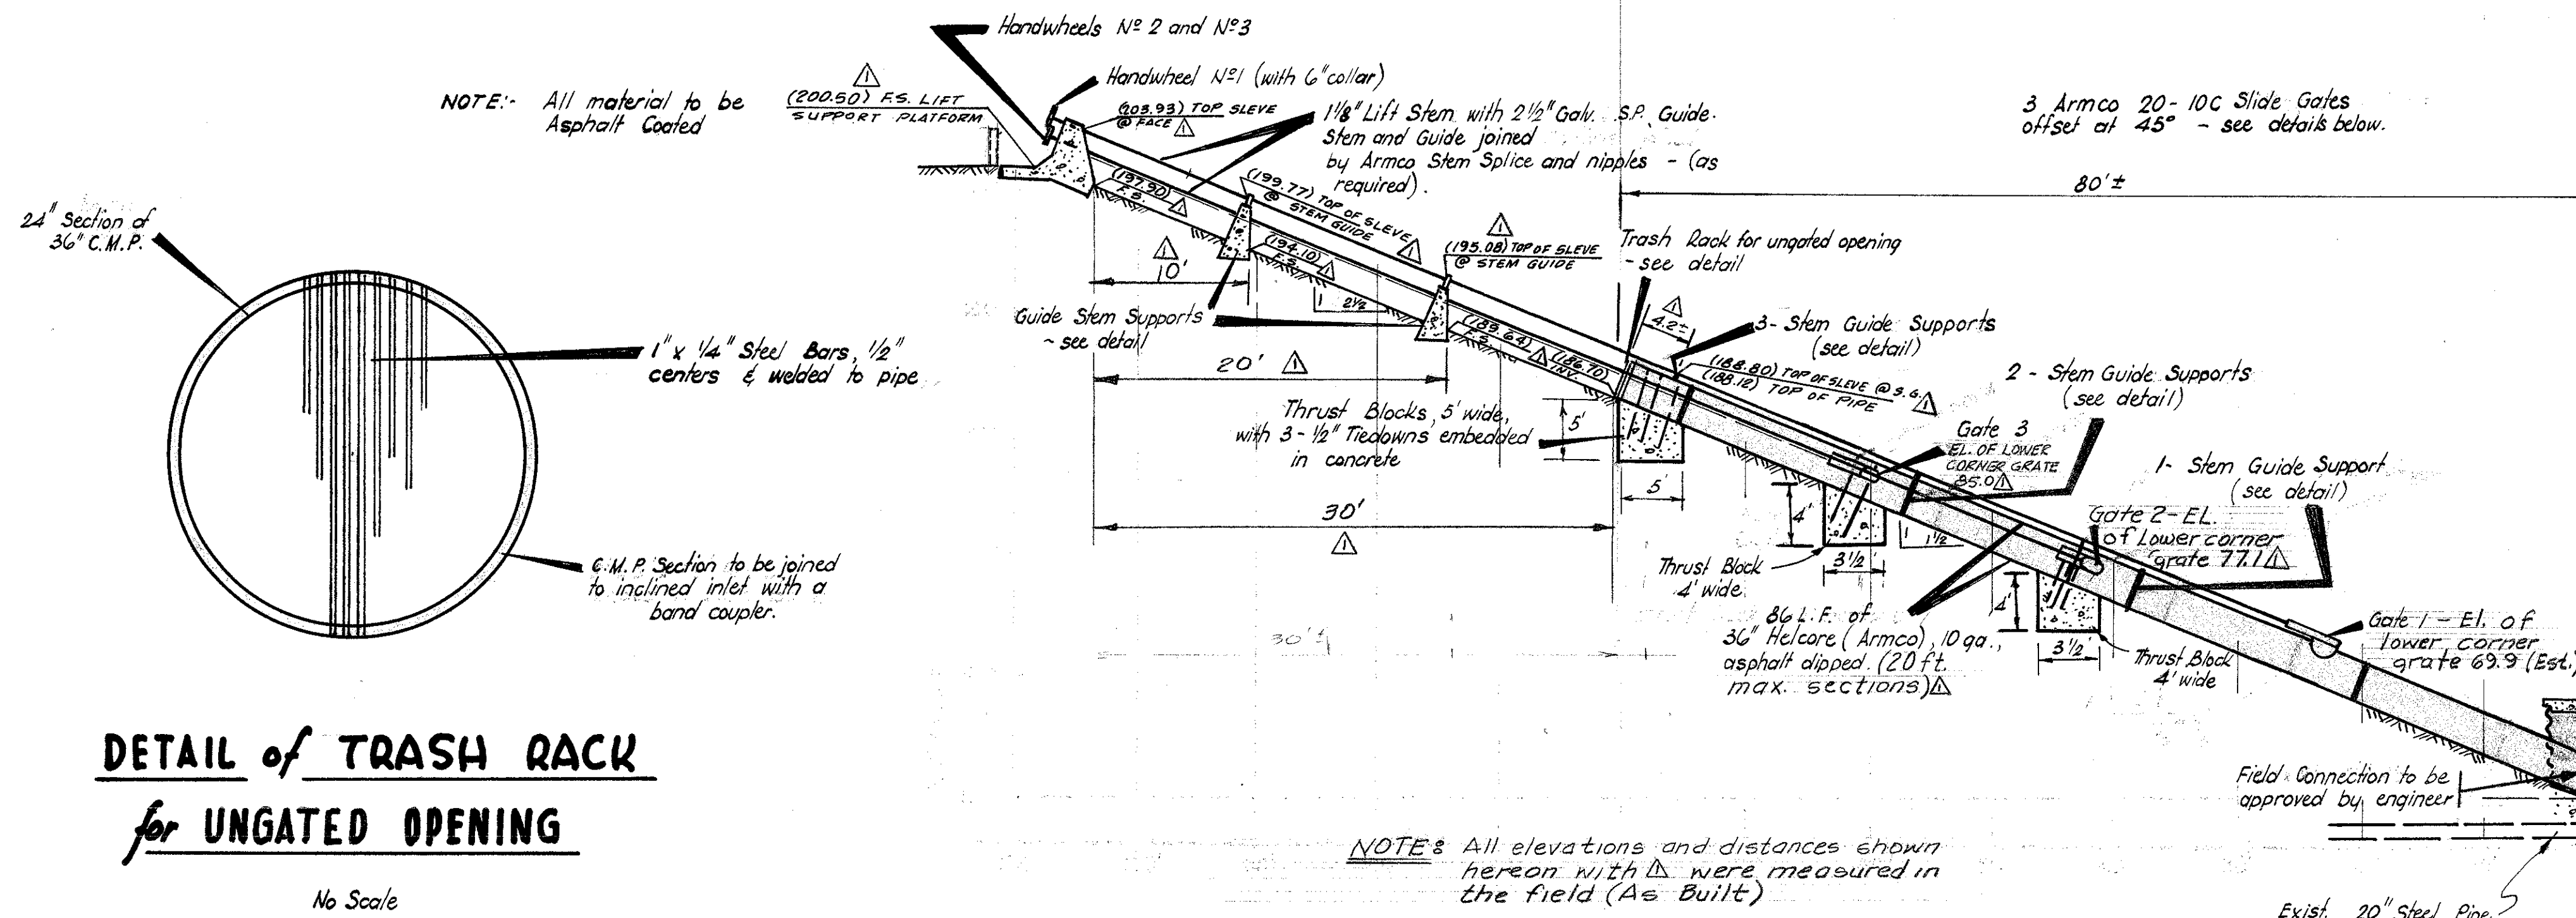 Handwheels Nº 2 and Nº3
Handwheel Nº1 (with 6" collar)
NOTE:- All material to be
Asphalt Coated
(200.50) F.S. LIFT
SUPPORT PLATFORM
(203.93) TOP SLEVE
@ FACE
1⅛" Lift Stem with 2½" Galv. S.P. Guide.
Stem and Guide joined
by Armco Stem Splice and nipples - (as
required).
3 Armco 20-10C Slide Gates
offset at 45° - see details below.
80'±
(197.90)
F.S.
(199.77) TOP OF SLEVE
@ STEM GUIDE
(194.10)
F.S.
(195.08) TOP OF SLEVE
@ STEM GUIDE
Trash Rack for ungated opening
- see detail
24" Section of
36" C.M.P.
10'
1
2½
Guide Stem Supports
~ see detail
4.2±
3- Stem Guide Supports
(see detail)
(189.64)
F.S.
(186.70)
INV.
(188.80) TOP OF SLEVE @ S.G.
(188.12) TOP OF PIPE
1" x ¼" Steel Bars, ½"
centers & welded to pipe
20'
2 - Stem Guide Supports
(see detail)
Thrust Blocks, 5' wide,
with 3-½" Tiedowns embedded
in concrete
5'
5'
Gate 3
EL. OF LOWER
CORNER GRATE
85.0
1- Stem Guide Support
(see detail)
30'
4'
1
1½
Gate 2-EL.
of Lower corner
grate 77.1
C.M.P. Section to be joined
to inclined inlet with a
band coupler.
Thrust Block
4' wide
3½'
4'
86 L.F. of
36" Helcore (Armco), 10 ga.,
asphalt dipped. (20 ft.
max. sections)
3½'
Thrust Block
4' wide
Gate 1 - El. of
lower corner
grate 69.9 (Est.)
30'±
DETAIL of TRASH RACK
for UNGATED OPENING
No Scale
Field Connection to be
approved by engineer
NOTE: All elevations and distances shown
hereon with 1 were measured in
the field (As Built)
Exist. 20" Steel Pipe